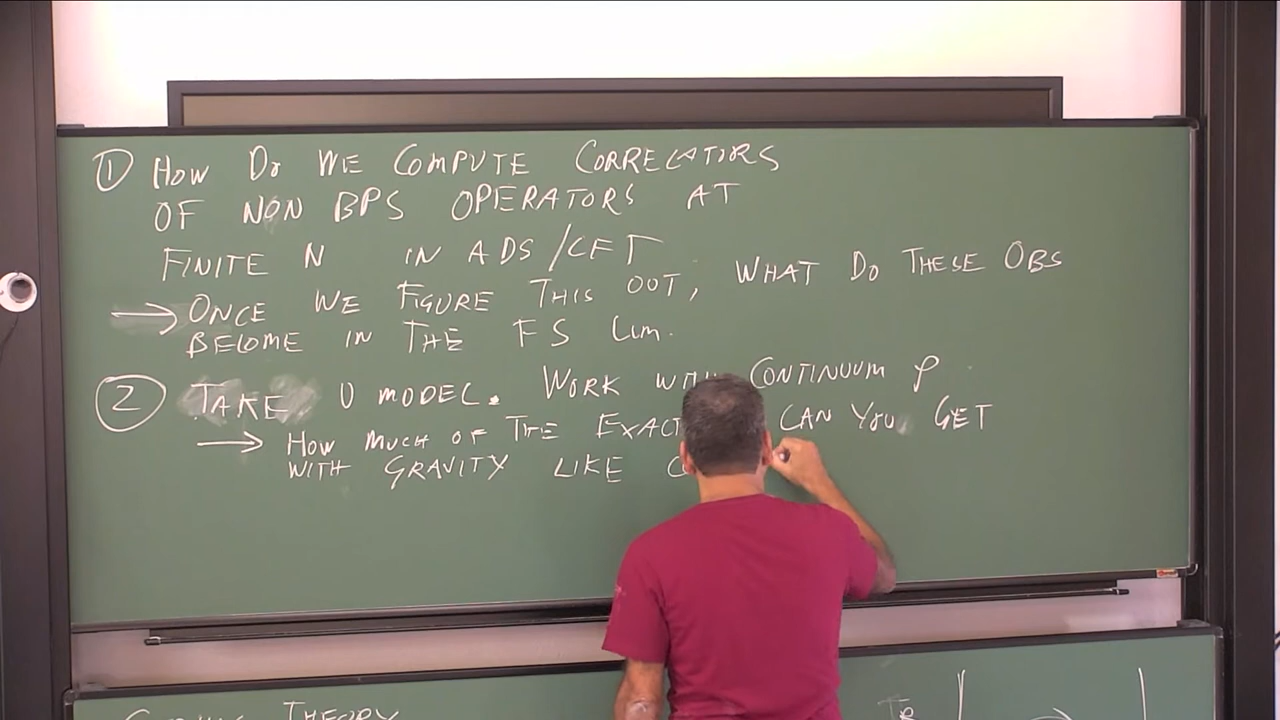 ① HOW DO WE COMPUTE CORRELATORS
OF NON BPS OPERATORS AT
FINITE N IN ADS/CFT
→ ONCE WE FIGURE THIS OUT, WHAT DO THESE OBS
BECOME IN THE FS LIM.
② TAKE U MODEL. WORK WITH CONTINUUM ρ
→ HOW MUCH OF THE EXACT CAN YOU GET
WITH GRAVITY LIKE
THEORY
TR